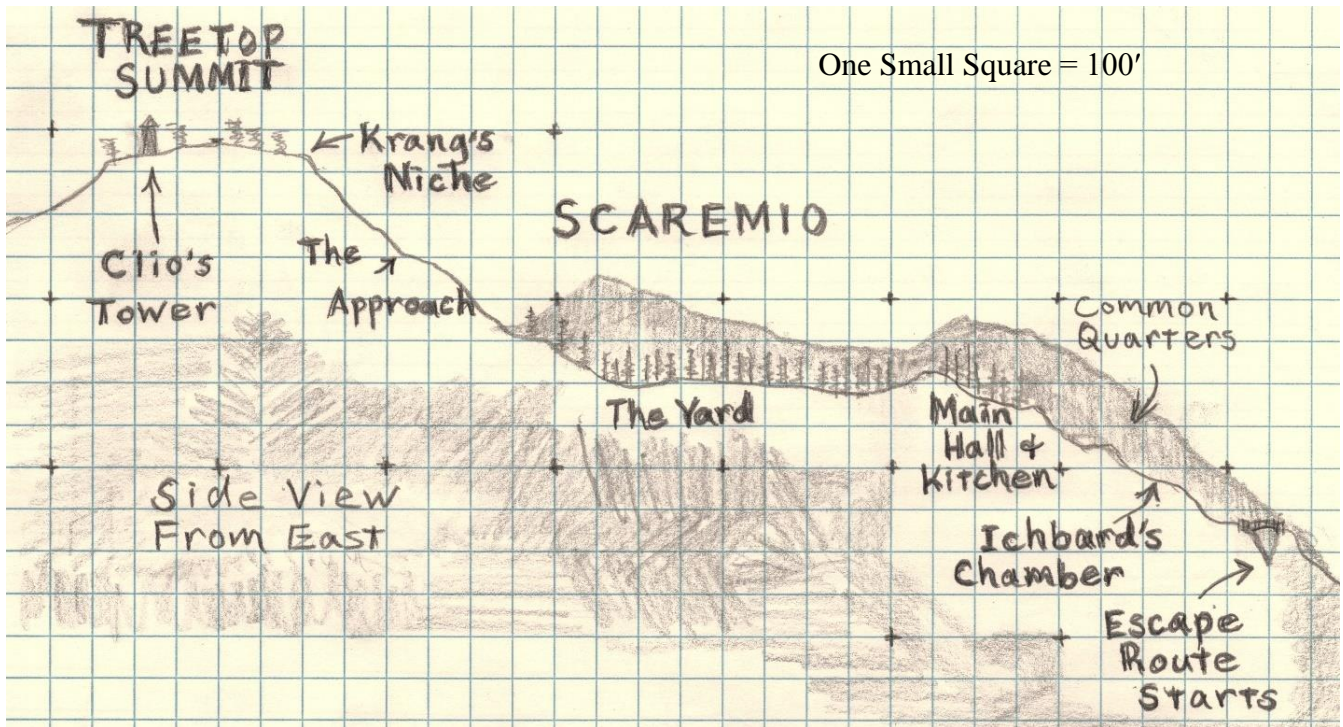 TREETOP
SUMMIT
One Small Square = 100′
Krang's
Niche
SCAREMIO
Clio's
Tower
The
Approach
Common
Quarters
The Yard
Main
Hall &
Kitchen
Side View
From East
Ichbard's
Chamber
Escape
Route
Starts